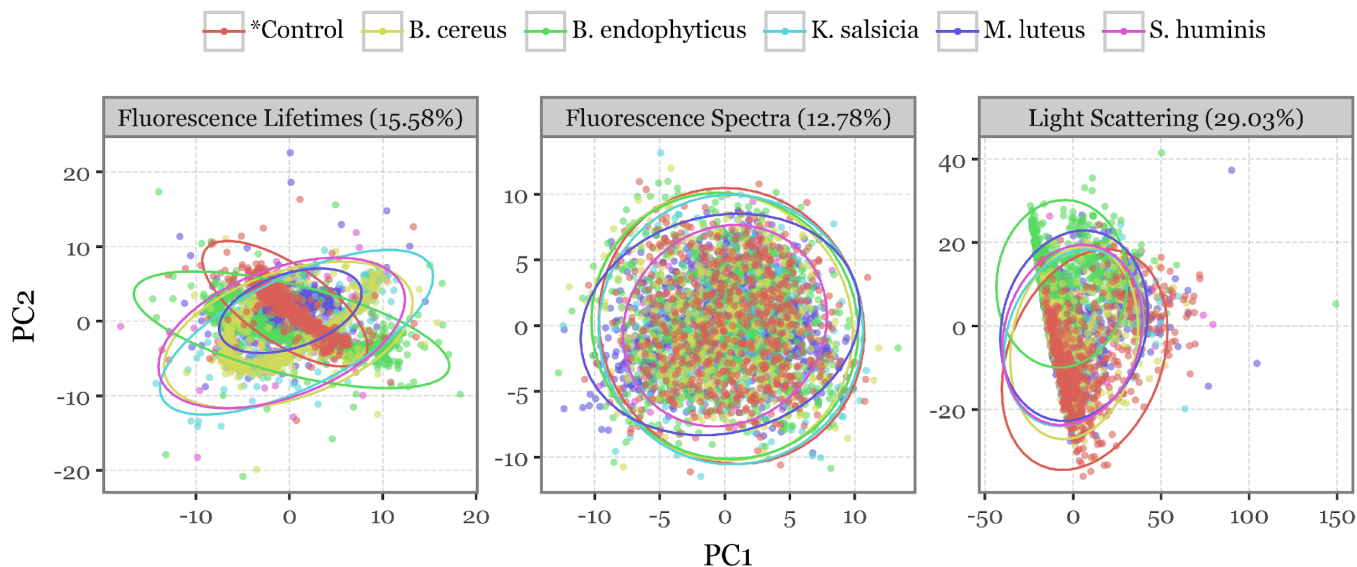 *Control B. cereus B. endophyticus K. salsicia M. luteus S. huminis
Fluorescence Lifetimes (15.58%) Fluorescence Spectra (12.78%) Light Scattering (29.03%)
PC2
20
10
0
-10
-20
10
5
0
-5
-10
40
20
0
-20
-10 0 10 20
-10 -5 0 5 10
-50 0 50 100 150
PC1